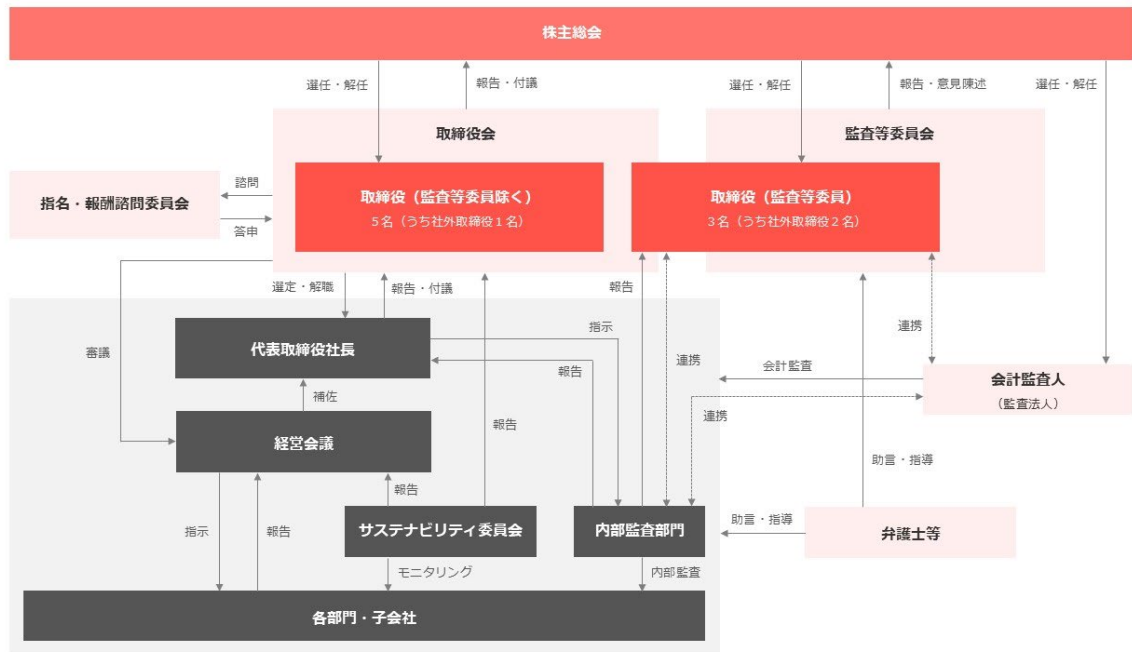 株主総会
選任・解任
報告・付議
選任・解任
報告・意見陳述
選任・解任
取締役会
監査等委員会
指名・報酬諮問委員会
諮問
答申
取締役（監査等委員除く）
５名（うち社外取締役１名）
取締役（監査等委員）
３名（うち社外取締役２名）
選定・解職
報告・付議
報告
連携
審議
代表取締役社長
指示
報告
連携
会計監査
会計監査人
（監査法人）
補佐
連携
経営会議
報告
助言・指導
報告
指示
報告
サステナビリティ委員会
内部監査部門
助言・指導
弁護士等
モニタリング
内部監査
各部門・子会社